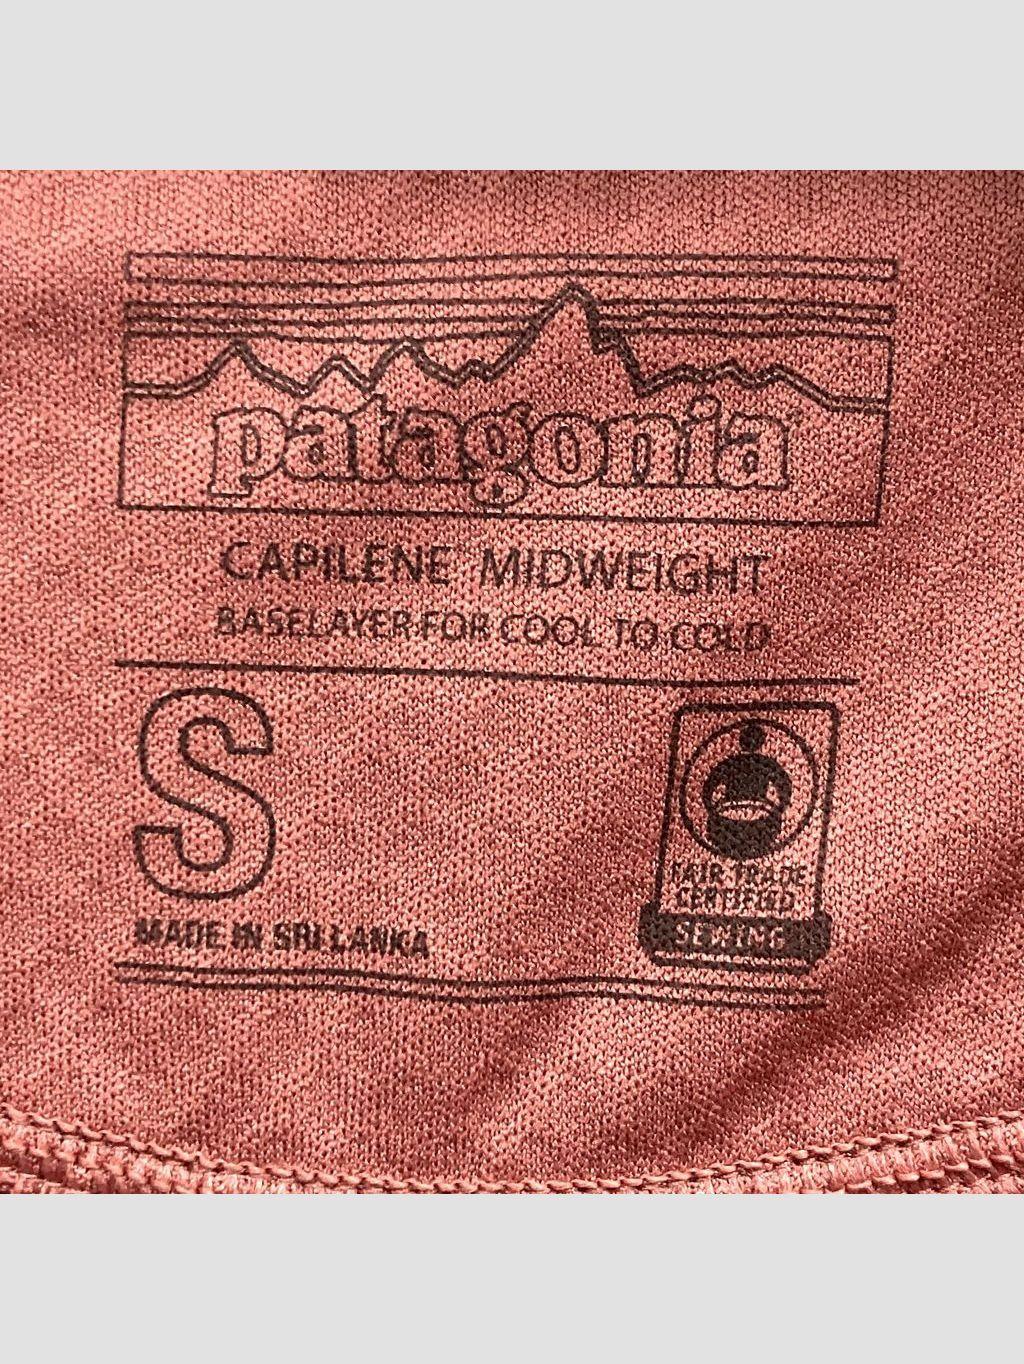 patagonia®
CAPILENE MIDWEIGHT
BASELAYER FOR COOL TO COLD
S
FAIR TRADE
CERTIFIED
SEWING
MADE IN SRI LANKA